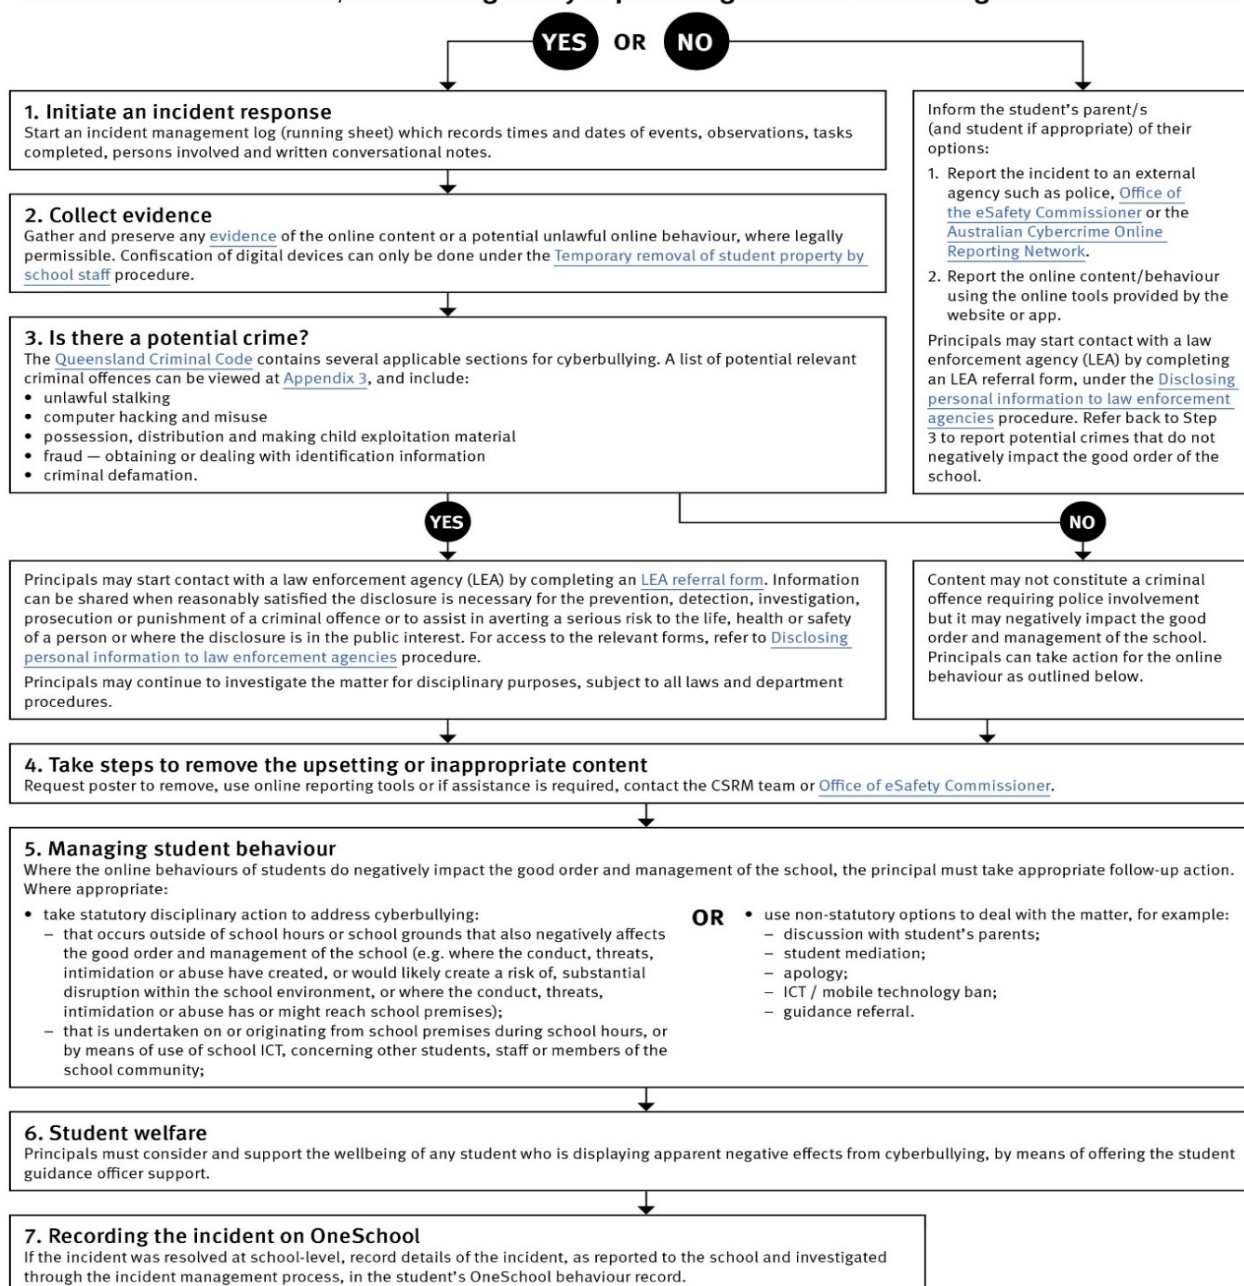 YES OR NO
1. Initiate an incident response
Start an incident management log (running sheet) which records times and dates of events, observations, tasks
completed, persons involved and written conversational notes.
2. Collect evidence
Gather and preserve any evidence of the online content or a potential unlawful online behaviour, where legally
permissible. Confiscation of digital devices can only be done under the Temporary removal of student property by
school staff procedure.
3. Is there a potential crime?
The Queensland Criminal Code contains several applicable sections for cyberbullying. A list of potential relevant
criminal offences can be viewed at Appendix 3, and include:
• unlawful stalking
• computer hacking and misuse
• possession, distribution and making child exploitation material
• fraud — obtaining or dealing with identification information
• criminal defamation.
Inform the student's parent/s
(and student if appropriate) of their
options:
1. Report the incident to an external
agency such as police, Office of
the eSafety Commissioner or the
Australian Cybercrime Online
Reporting Network.
2. Report the online content/behaviour
using the online tools provided by the
website or app.
Principals may start contact with a law
enforcement agency (LEA) by completing
an LEA referral form, under the Disclosing
personal information to law enforcement
agencies procedure. Refer back to Step
3 to report potential crimes that do not
negatively impact the good order of the
school.
YES
NO
Principals may start contact with a law enforcement agency (LEA) by completing an LEA referral form. Information
can be shared when reasonably satisfied the disclosure is necessary for the prevention, detection, investigation,
prosecution or punishment of a criminal offence or to assist in averting a serious risk to the life, health or safety
of a person or where the disclosure is in the public interest. For access to the relevant forms, refer to Disclosing
personal information to law enforcement agencies procedure.
Principals may continue to investigate the matter for disciplinary purposes, subject to all laws and department
procedures.
Content may not constitute a criminal
offence requiring police involvement
but it may negatively impact the good
order and management of the school.
Principals can take action for the online
behaviour as outlined below.
4. Take steps to remove the upsetting or inappropriate content
Request poster to remove, use online reporting tools or if assistance is required, contact the CSRM team or Office of eSafety Commissioner.
5. Managing student behaviour
Where the online behaviours of students do negatively impact the good order and management of the school, the principal must take appropriate follow-up action.
Where appropriate:
• take statutory disciplinary action to address cyberbullying:
– that occurs outside of school hours or school grounds that also negatively affects
the good order and management of the school (e.g. where the conduct, threats,
intimidation or abuse have created, or would likely create a risk of, substantial
disruption within the school environment, or where the conduct, threats,
intimidation or abuse has or might reach school premises);
– that is undertaken on or originating from school premises during school hours, or
by means of use of school ICT, concerning other students, staff or members of the
school community;
OR
• use non-statutory options to deal with the matter, for example:
– discussion with student's parents;
– student mediation;
– apology;
– ICT / mobile technology ban;
– guidance referral.
6. Student welfare
Principals must consider and support the wellbeing of any student who is displaying apparent negative effects from cyberbullying, by means of offering the student
guidance officer support.
7. Recording the incident on OneSchool
If the incident was resolved at school-level, record details of the incident, as reported to the school and investigated
through the incident management process, in the student's OneSchool behaviour record.